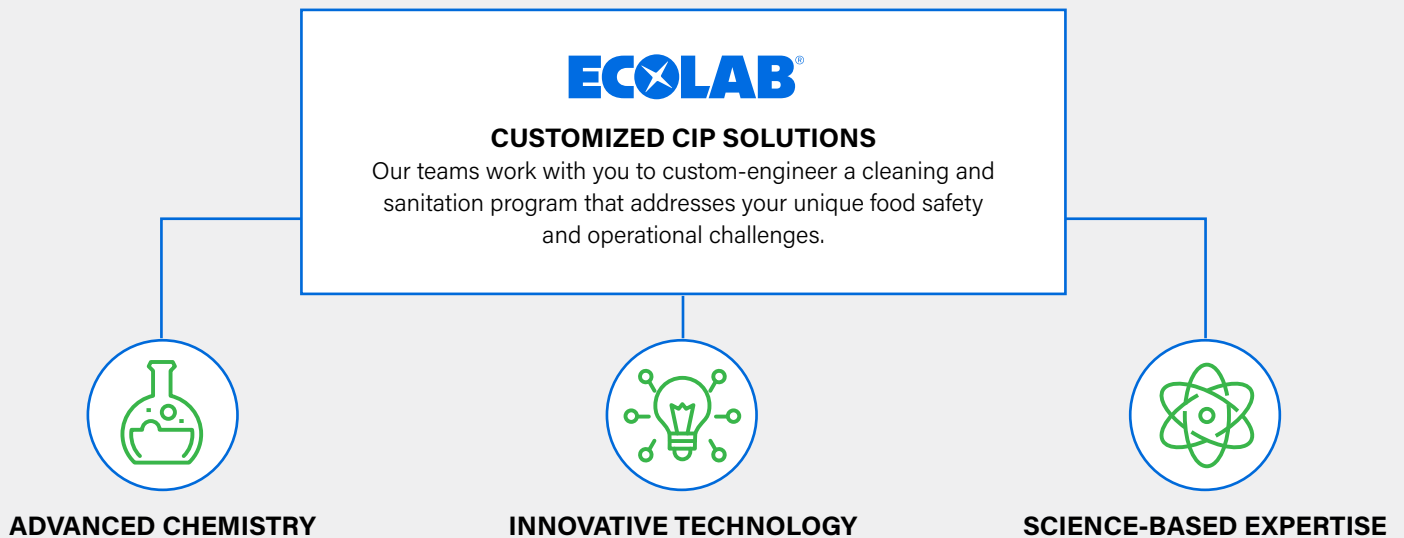 ECOLAB®
CUSTOMIZED CIP SOLUTIONS
Our teams work with you to custom-engineer a cleaning and
sanitation program that addresses your unique food safety
and operational challenges.
ADVANCED CHEMISTRY
INNOVATIVE TECHNOLOGY
SCIENCE-BASED EXPERTISE